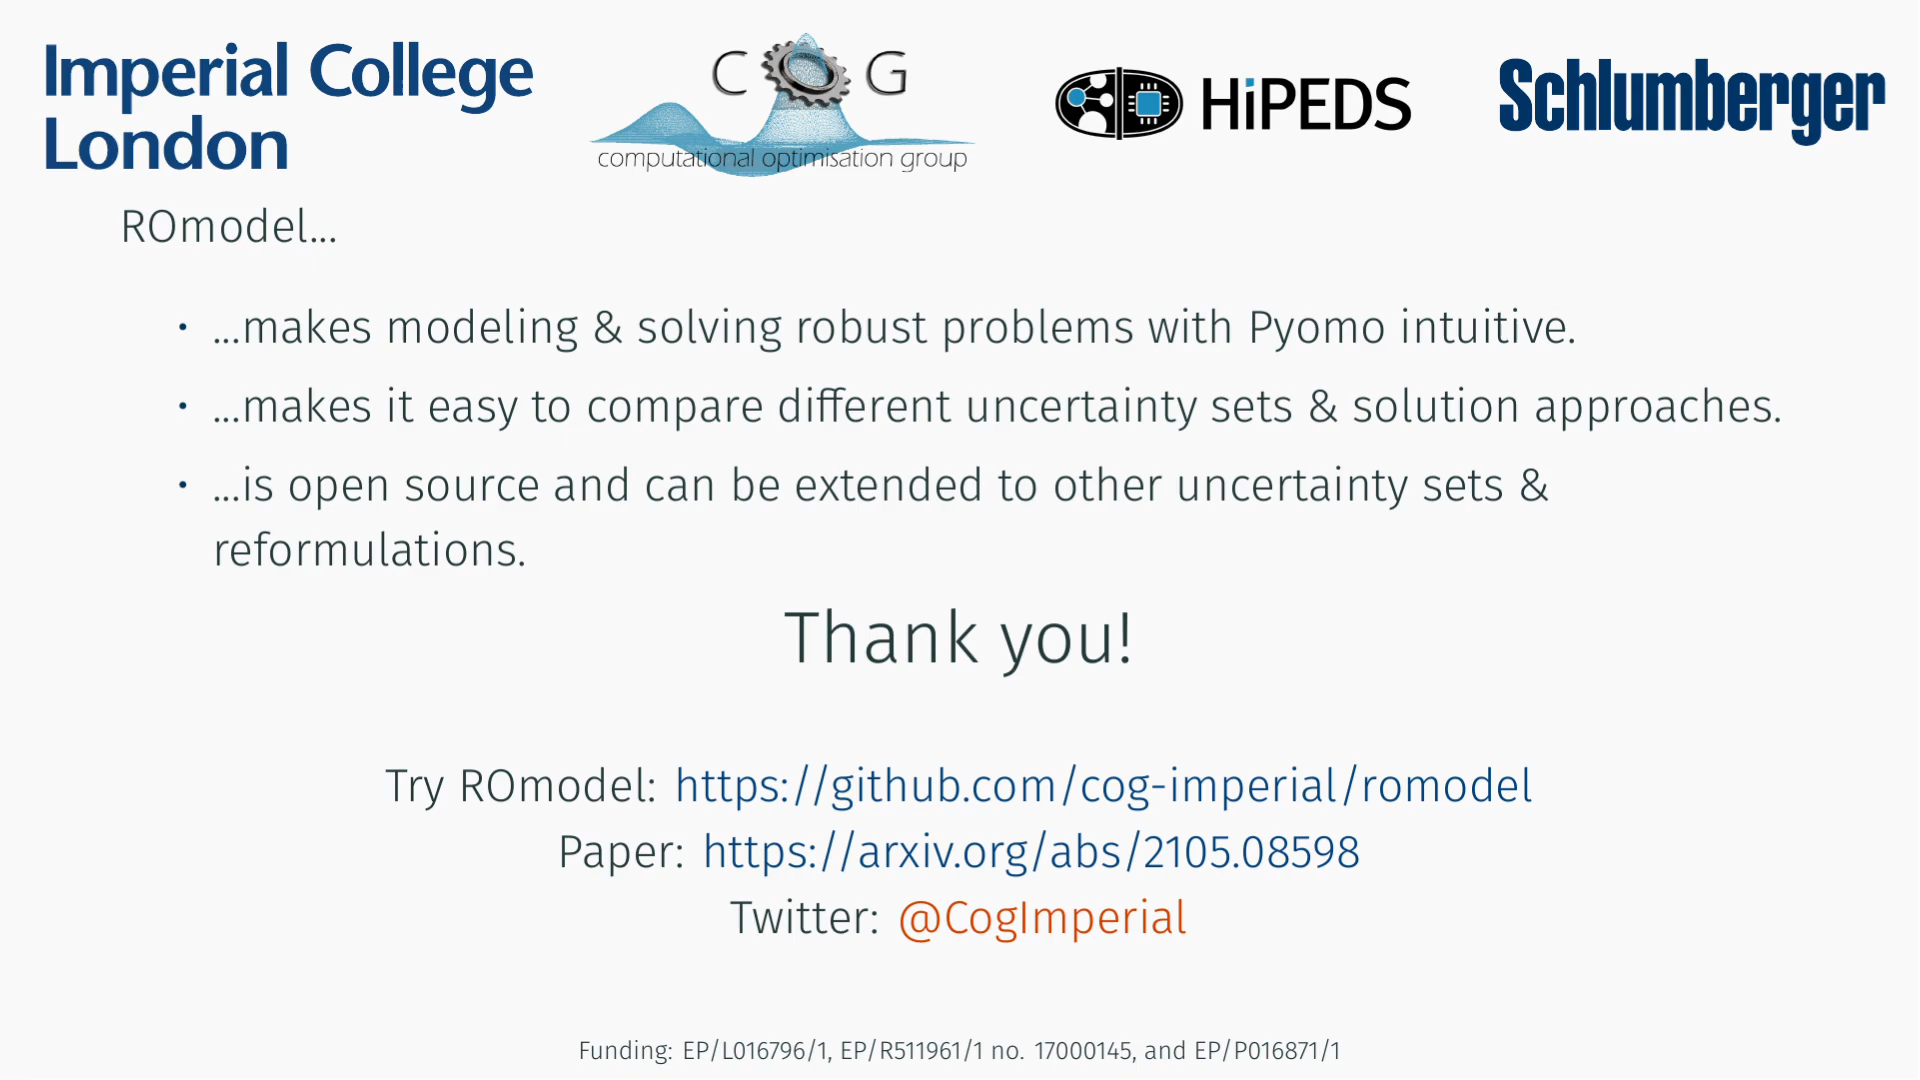 Imperial College
London
C O G
computational optimisation group
HiPEDS
Schlumberger
ROmodel...
• ...makes modeling & solving robust problems with Pyomo intuitive.
• ...makes it easy to compare different uncertainty sets & solution approaches.
• ...is open source and can be extended to other uncertainty sets &
reformulations.
Thank you!
Try ROmodel: https://github.com/cog-imperial/romodel
Paper: https://arxiv.org/abs/2105.08598
Twitter: @CogImperial
Funding: EP/L016796/1, EP/R511961/1 no. 17000145, and EP/P016871/1